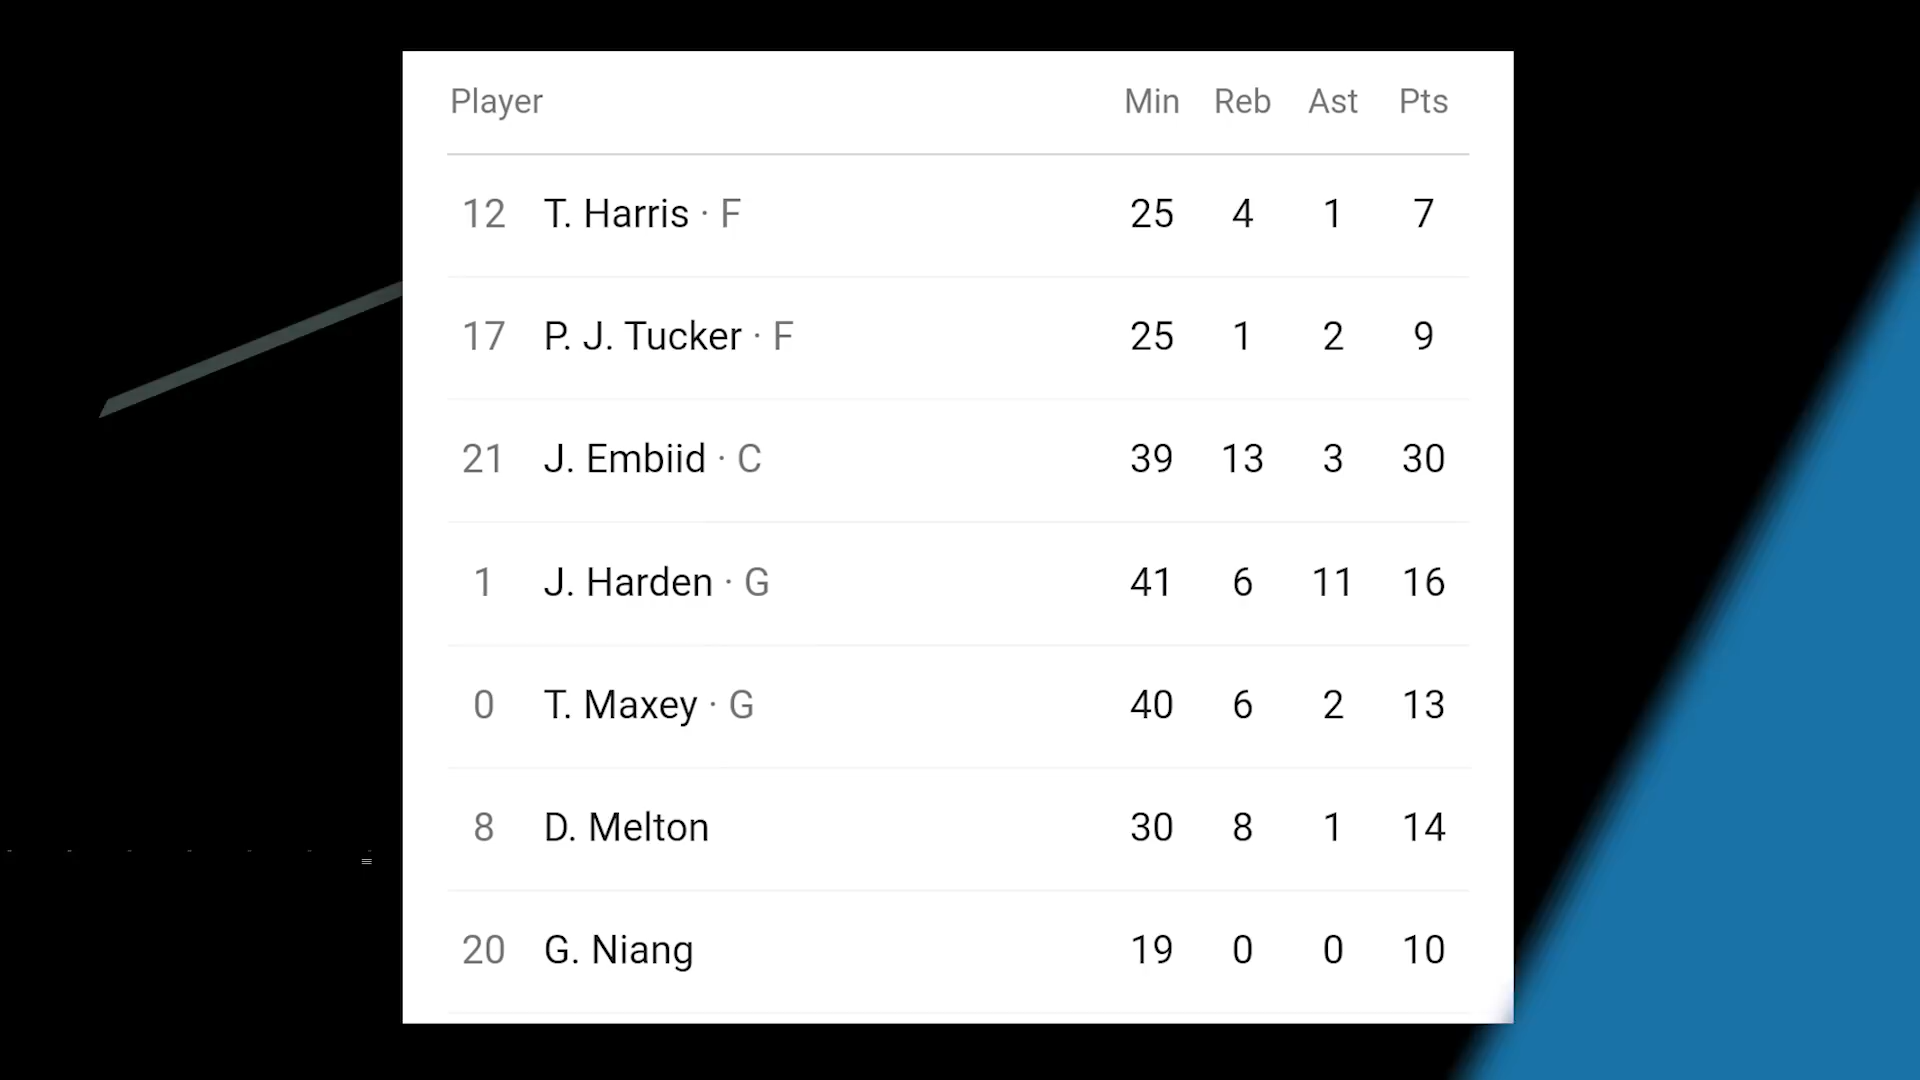 Player Min Reb Ast Pts
12 T. Harris · F 25 4 1 7
17 P. J. Tucker · F 25 1 2 9
21 J. Embiid · C 39 13 3 30
1 J. Harden · G 41 6 11 16
0 T. Maxey · G 40 6 2 13
8 D. Melton 30 8 1 14
20 G. Niang 19 0 0 10